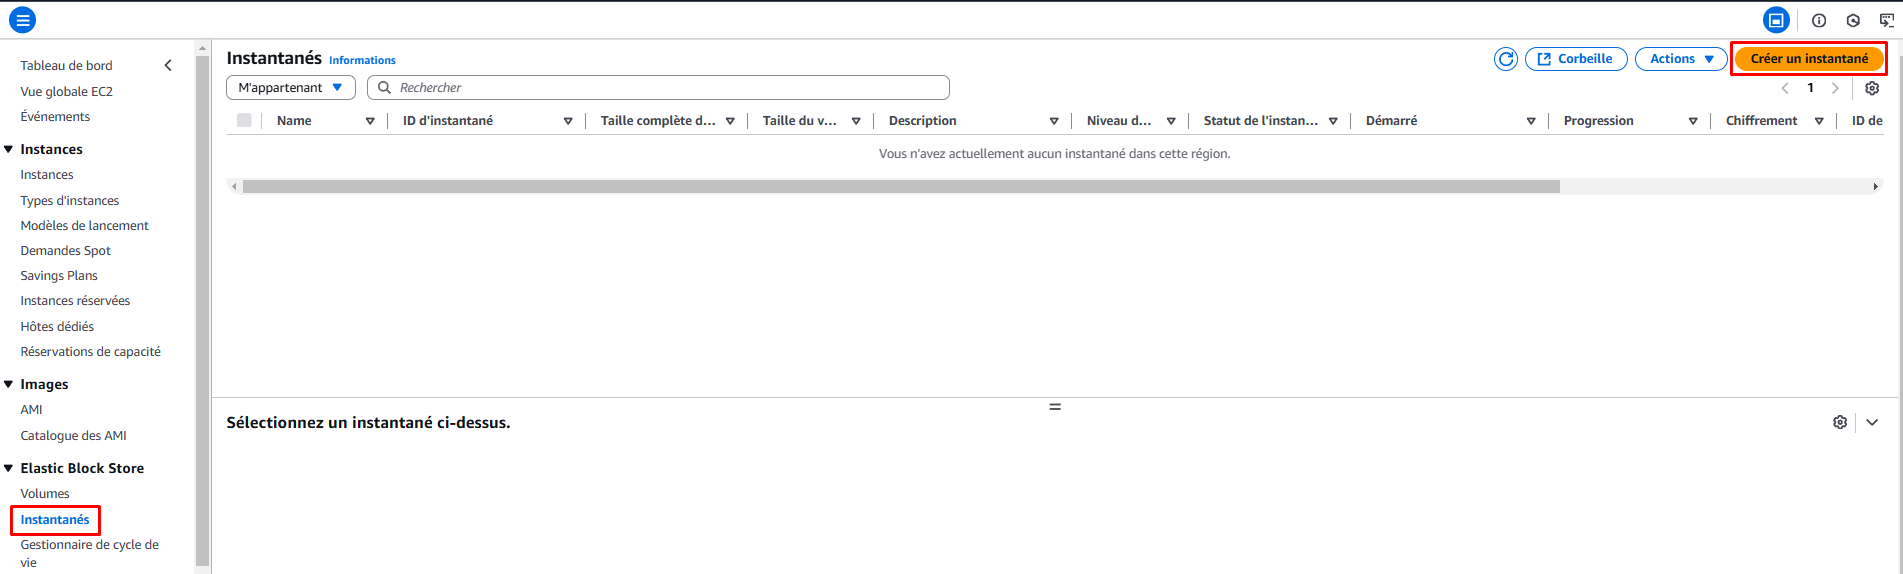 Tableau de bord
Vue globale EC2
Événements
Instances
Instances
Types d'instances
Modèles de lancement
Demandes Spot
Savings Plans
Instances réservées
Hôtes dédiés
Réservations de capacité
Images
AMI
Catalogue des AMI
Elastic Block Store
Volumes
Instantanés
Gestionnaire de cycle de
vie
Instantanés Informations
Corbeille
Actions
Créer un instantané
M'appartenant
Rechercher
1
Name
ID d'instantané
Taille complète d...
Taille du v...
Description
Niveau d...
Statut de l'instan...
Démarré
Progression
Chiffrement
ID de
Vous n'avez actuellement aucun instantané dans cette région.
Sélectionnez un instantané ci-dessus.